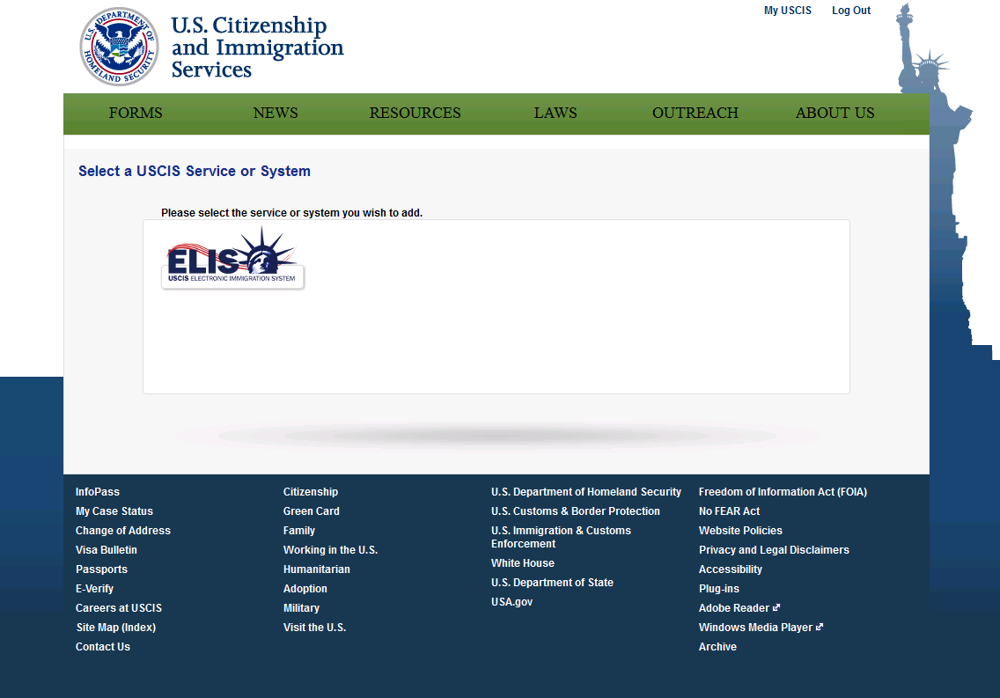 My USCIS Log Out
U.S. DEPARTMENT OF HOMELAND SECURITY
U.S. Citizenship
and Immigration
Services
FORMS NEWS RESOURCES LAWS OUTREACH ABOUT US
Select a USCIS Service or System
Please select the service or system you wish to add.
ELIS
USCIS ELECTRONIC IMMIGRATION SYSTEM
InfoPass
My Case Status
Change of Address
Visa Bulletin
Passports
E-Verify
Careers at USCIS
Site Map (Index)
Contact Us
Citizenship
Green Card
Family
Working in the U.S.
Humanitarian
Adoption
Military
Visit the U.S.
U.S. Department of Homeland Security
U.S. Customs & Border Protection
U.S. Immigration & Customs
Enforcement
White House
U.S. Department of State
USA.gov
Freedom of Information Act (FOIA)
No FEAR Act
Website Policies
Privacy and Legal Disclaimers
Accessibility
Plug-ins
Adobe Reader
Windows Media Player
Archive